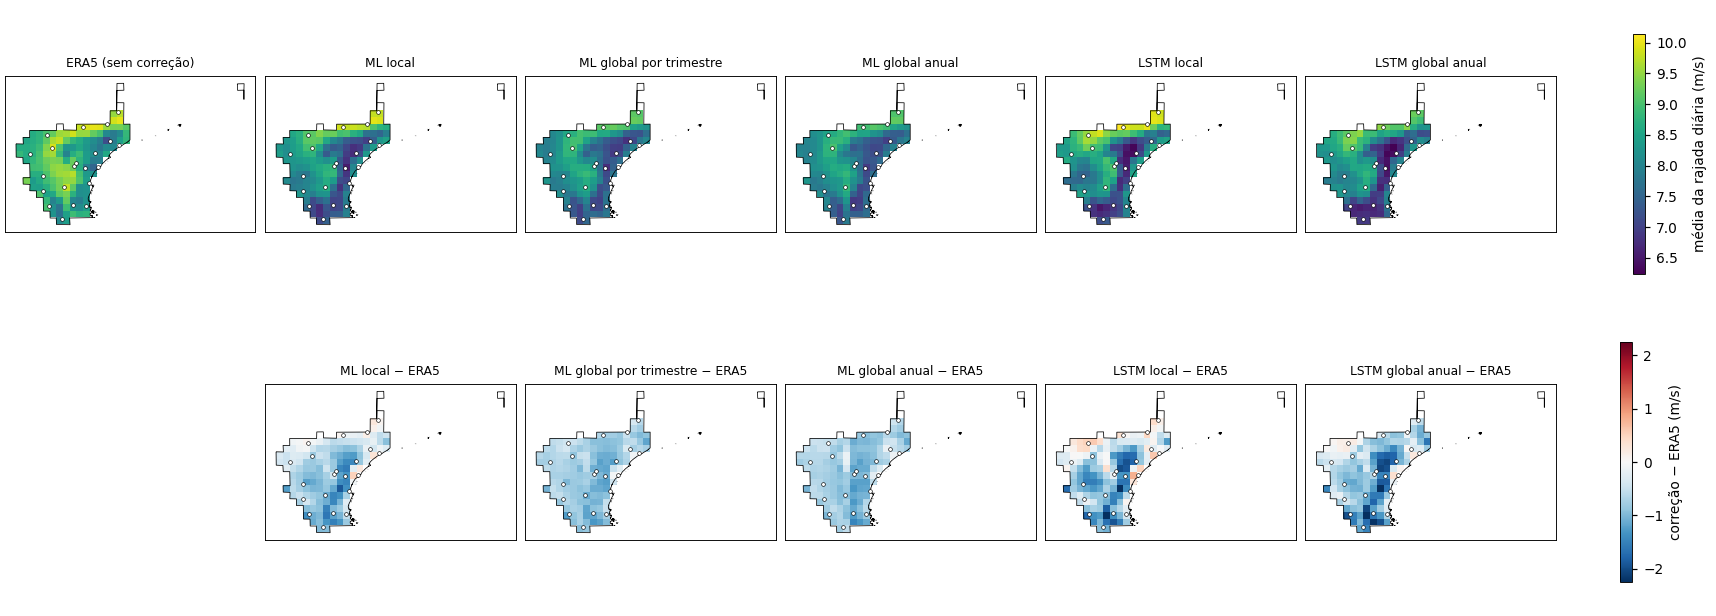 ERA5 (sem correção)
ML local
ML global por trimestre
ML global anual
LSTM local
LSTM global anual
10.0
9.5
9.0
8.5
8.0
7.5
7.0
6.5
média da rajada diária (m/s)
ML local − ERA5
ML global por trimestre − ERA5
ML global anual − ERA5
LSTM local − ERA5
LSTM global anual − ERA5
2
1
0
−1
−2
correção − ERA5 (m/s)